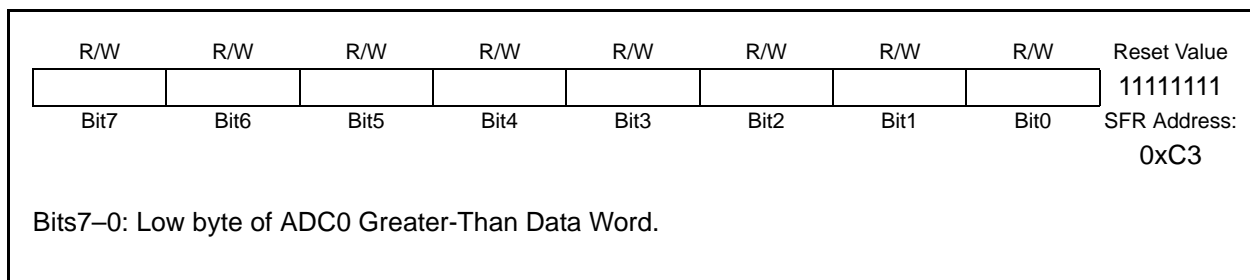 R/W R/W R/W R/W R/W R/W R/W R/W Reset Value
11111111
Bit7 Bit6 Bit5 Bit4 Bit3 Bit2 Bit1 Bit0 SFR Address:
0xC3
Bits7–0: Low byte of ADC0 Greater-Than Data Word.